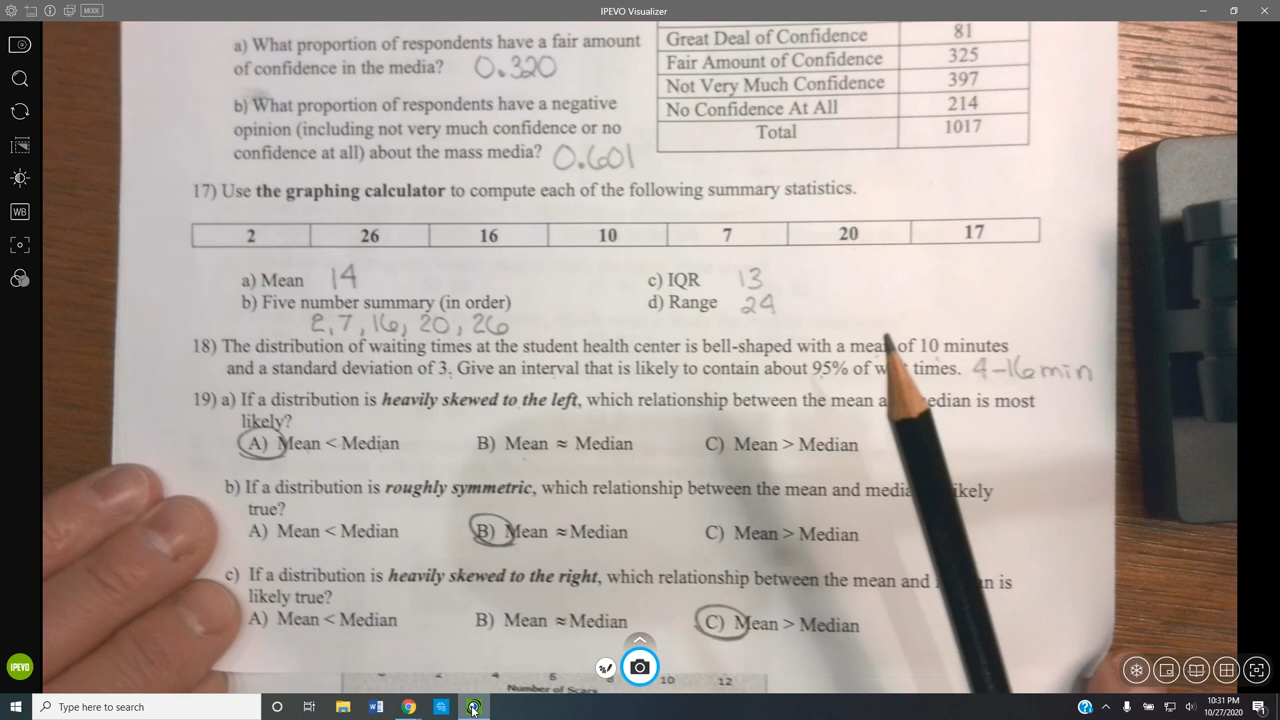 IPEVO Visualizer
MODE
a) What proportion of respondents have a fair amount
of confidence in the media? 0.320
b) What proportion of respondents have a negative
opinion (including not very much confidence or no
confidence at all) about the mass media? 0.601
Great Deal of Confidence 81
Fair Amount of Confidence 325
Not Very Much Confidence 397
No Confidence At All 214
Total 1017
17) Use the graphing calculator to compute each of the following summary statistics.
2 26 16 10 7 20 17
a) Mean 14
c) IQR 13
b) Five number summary (in order)
d) Range 24
2, 7, 16, 20, 26
18) The distribution of waiting times at the student health center is bell-shaped with a mean of 10 minutes
and a standard deviation of 3. Give an interval that is likely to contain about 95% of times. 4-16 min
19) a) If a distribution is heavily skewed to the left, which relationship between the mean median is most
likely?
A) Mean < Median B) Mean ≈ Median C) Mean > Median
b) If a distribution is roughly symmetric, which relationship between the mean and median likely
true?
A) Mean < Median B) Mean ≈ Median C) Mean > Median
c) If a distribution is heavily skewed to the right, which relationship between the mean and is
likely true?
A) Mean < Median B) Mean ≈ Median C) Mean > Median
6 10 12
Number of Scars
WB
IPEVO
Type here to search
10:31 PM
10/27/2020